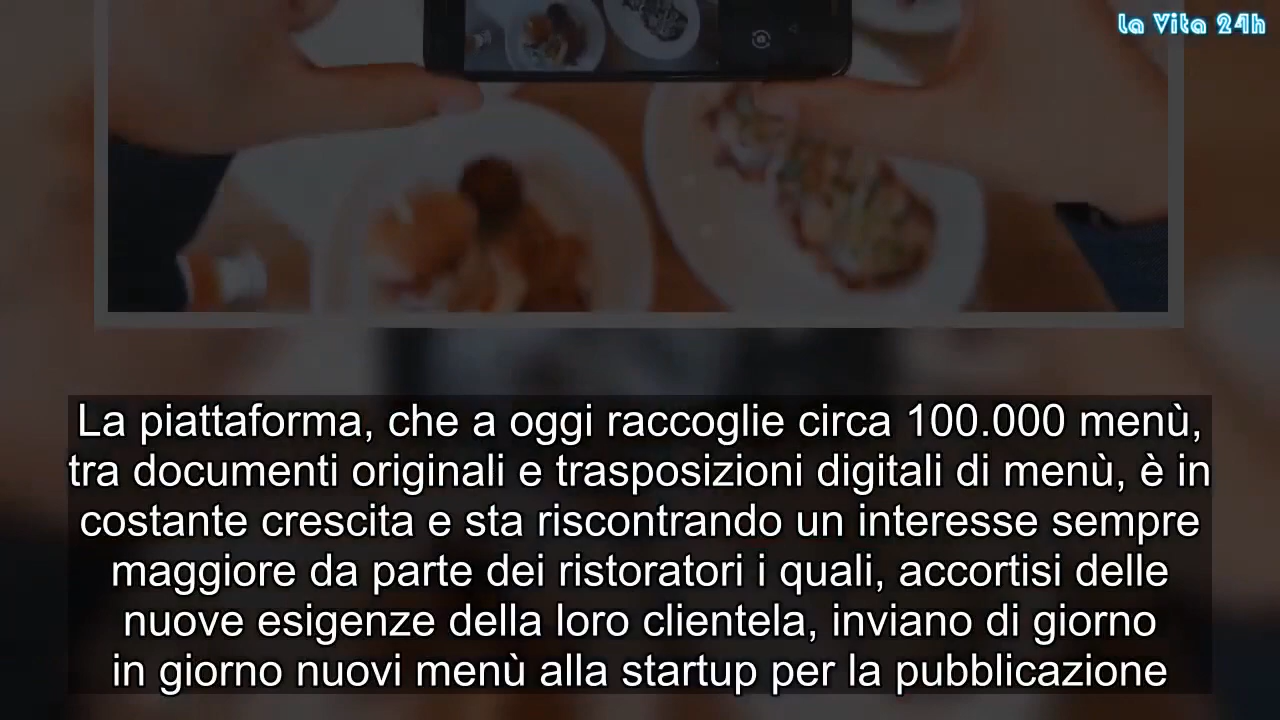 La Vita 24h
La piattaforma, che a oggi raccoglie circa 100.000 menù,
tra documenti originali e trasposizioni digitali di menù, è in
costante crescita e sta riscontrando un interesse sempre
maggiore da parte dei ristoratori i quali, accortisi delle
nuove esigenze della loro clientela, inviano di giorno
in giorno nuovi menù alla startup per la pubblicazione